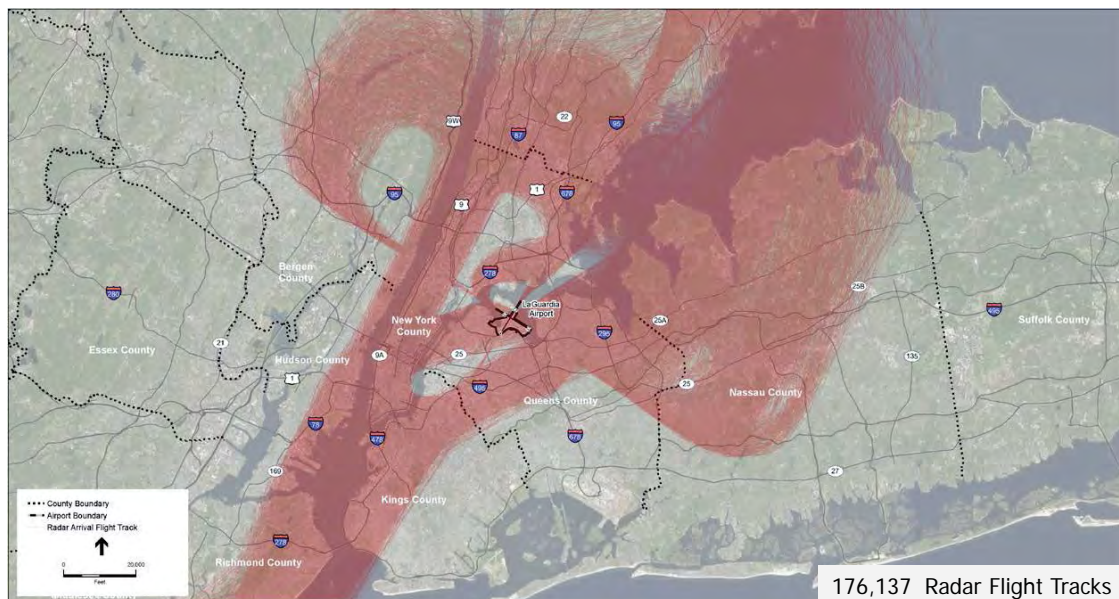 22
9W
87
95
95
1
678
9
Bergen
County
278
280
LaGuardia
Airport
New York
County
25B
25A
495
295
Suffolk County
21
Essex County
Hudson County
9A
25
135
1
495
25
Queens County
Nassau County
78
478
678
169
27
Kings County
County Boundary
Airport Boundary
Radar Arrival Flight Track
0
20,000
Feet
278
Richmond County
176,137 Radar Flight Tracks